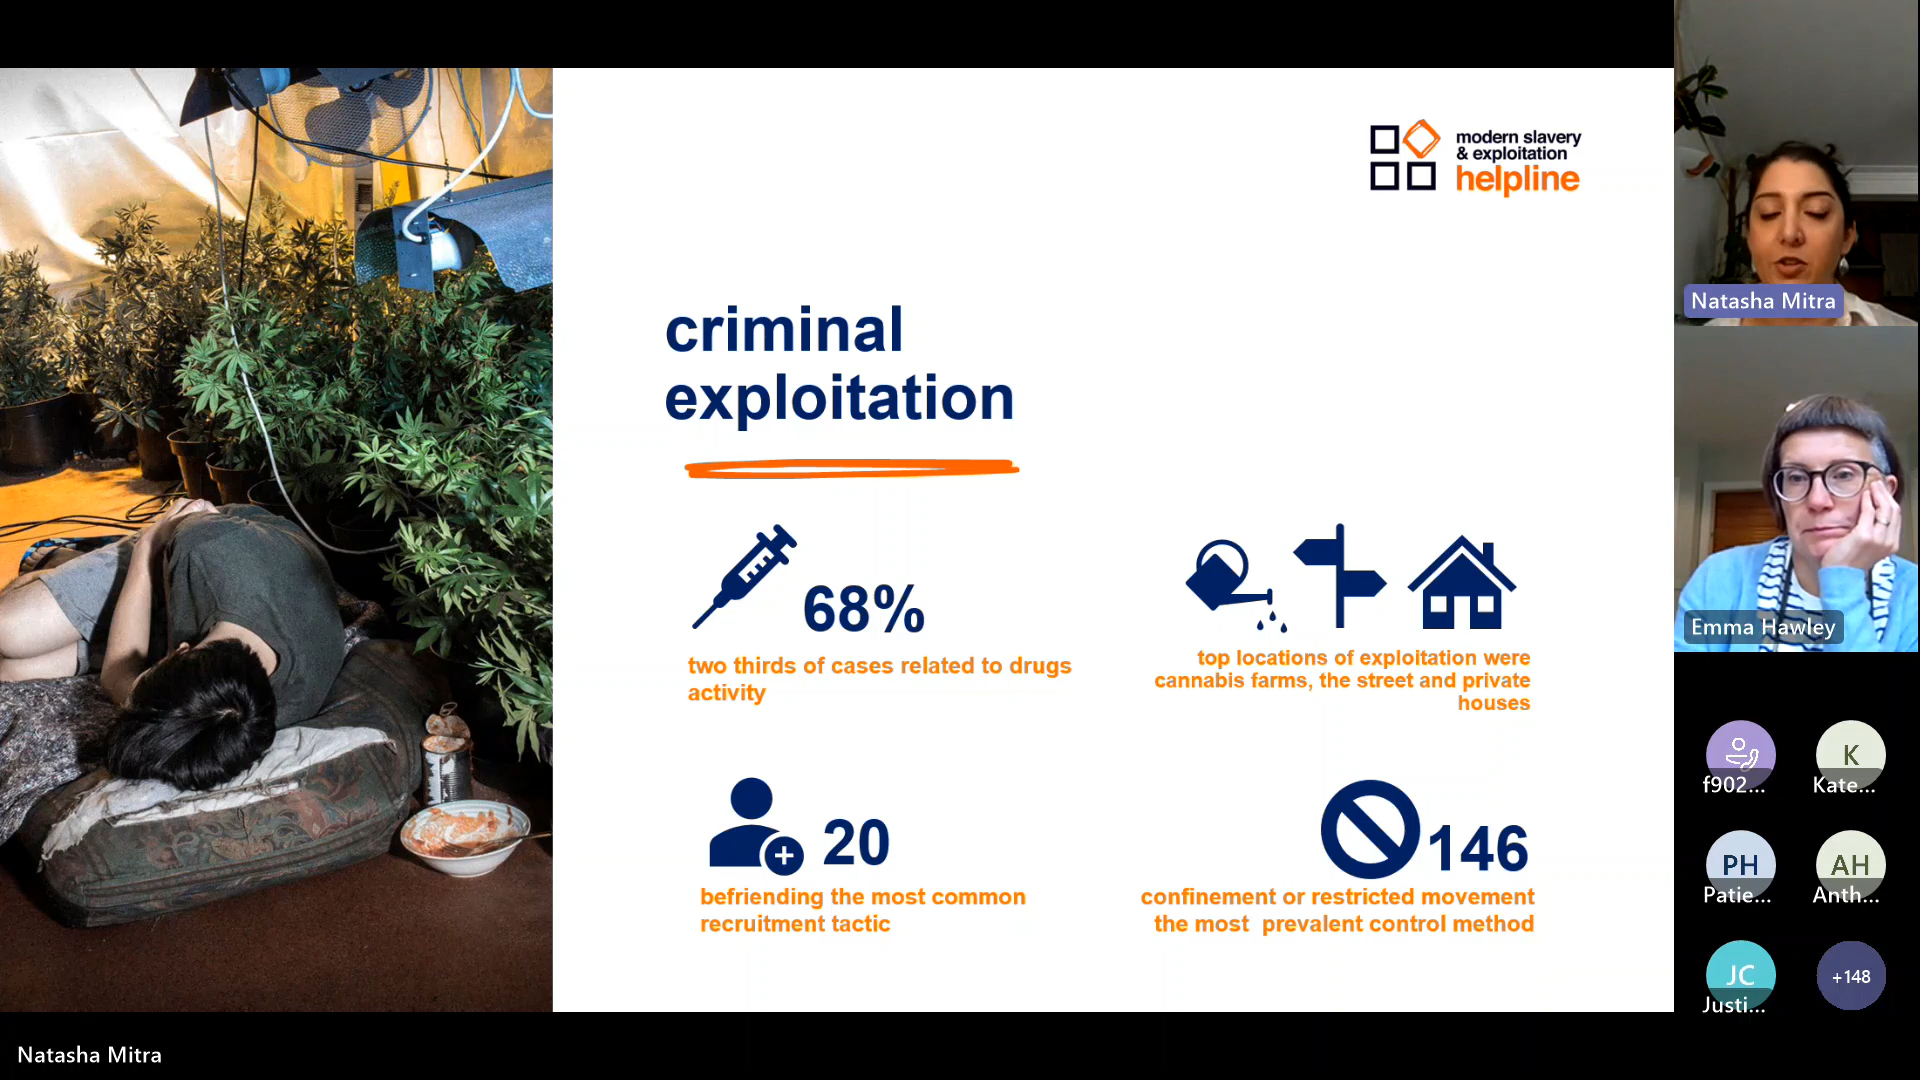 modern slavery
& exploitation
helpline
criminal
exploitation
68%
two thirds of cases related to drugs
activity
top locations of exploitation were
cannabis farms, the street and private
houses
20
befriending the most common
recruitment tactic
146
confinement or restricted movement
the most  prevalent control method
Natasha Mitra
Emma Hawley
f902...
K
Kate...
PH
Patie...
AH
Anth...
JC
Justi...
+148
Natasha Mitra